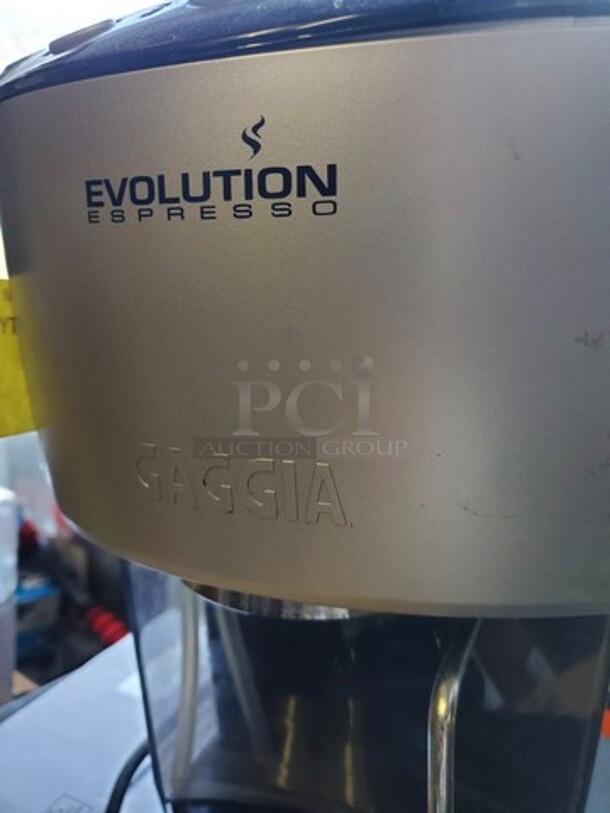 EVOLUTION
ESPRESSO
PCI
AUCTION GROUP
GAGGIA